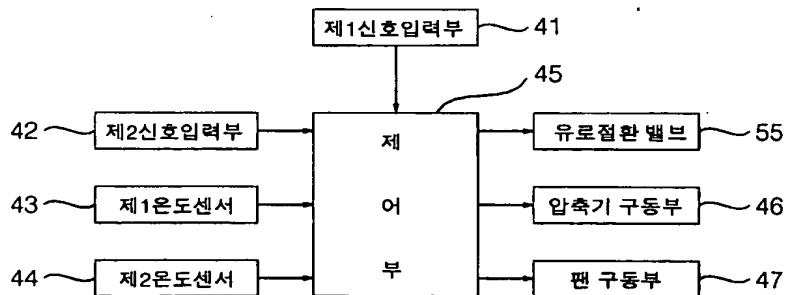 제1신호입력부 41
45
42 제2신호입력부 제 유로절환 밸브 55
43 제1온도센서 어 압축기 구동부 46
44 제2온도센서 부 팬 구동부 47